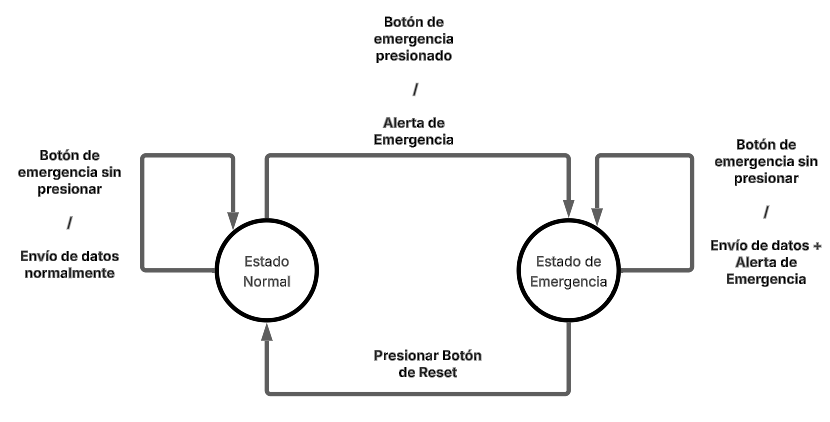 Botón de
emergencia
presionado
/
Alerta de
Emergencia
Botón de
emergencia sin
presionar
/
Envío de datos
normalmente
Botón de
emergencia sin
presionar
/
Envío de datos +
Alerta de
Emergencia
Estado
Normal
Estado de
Emergencia
Presionar Botón
de Reset